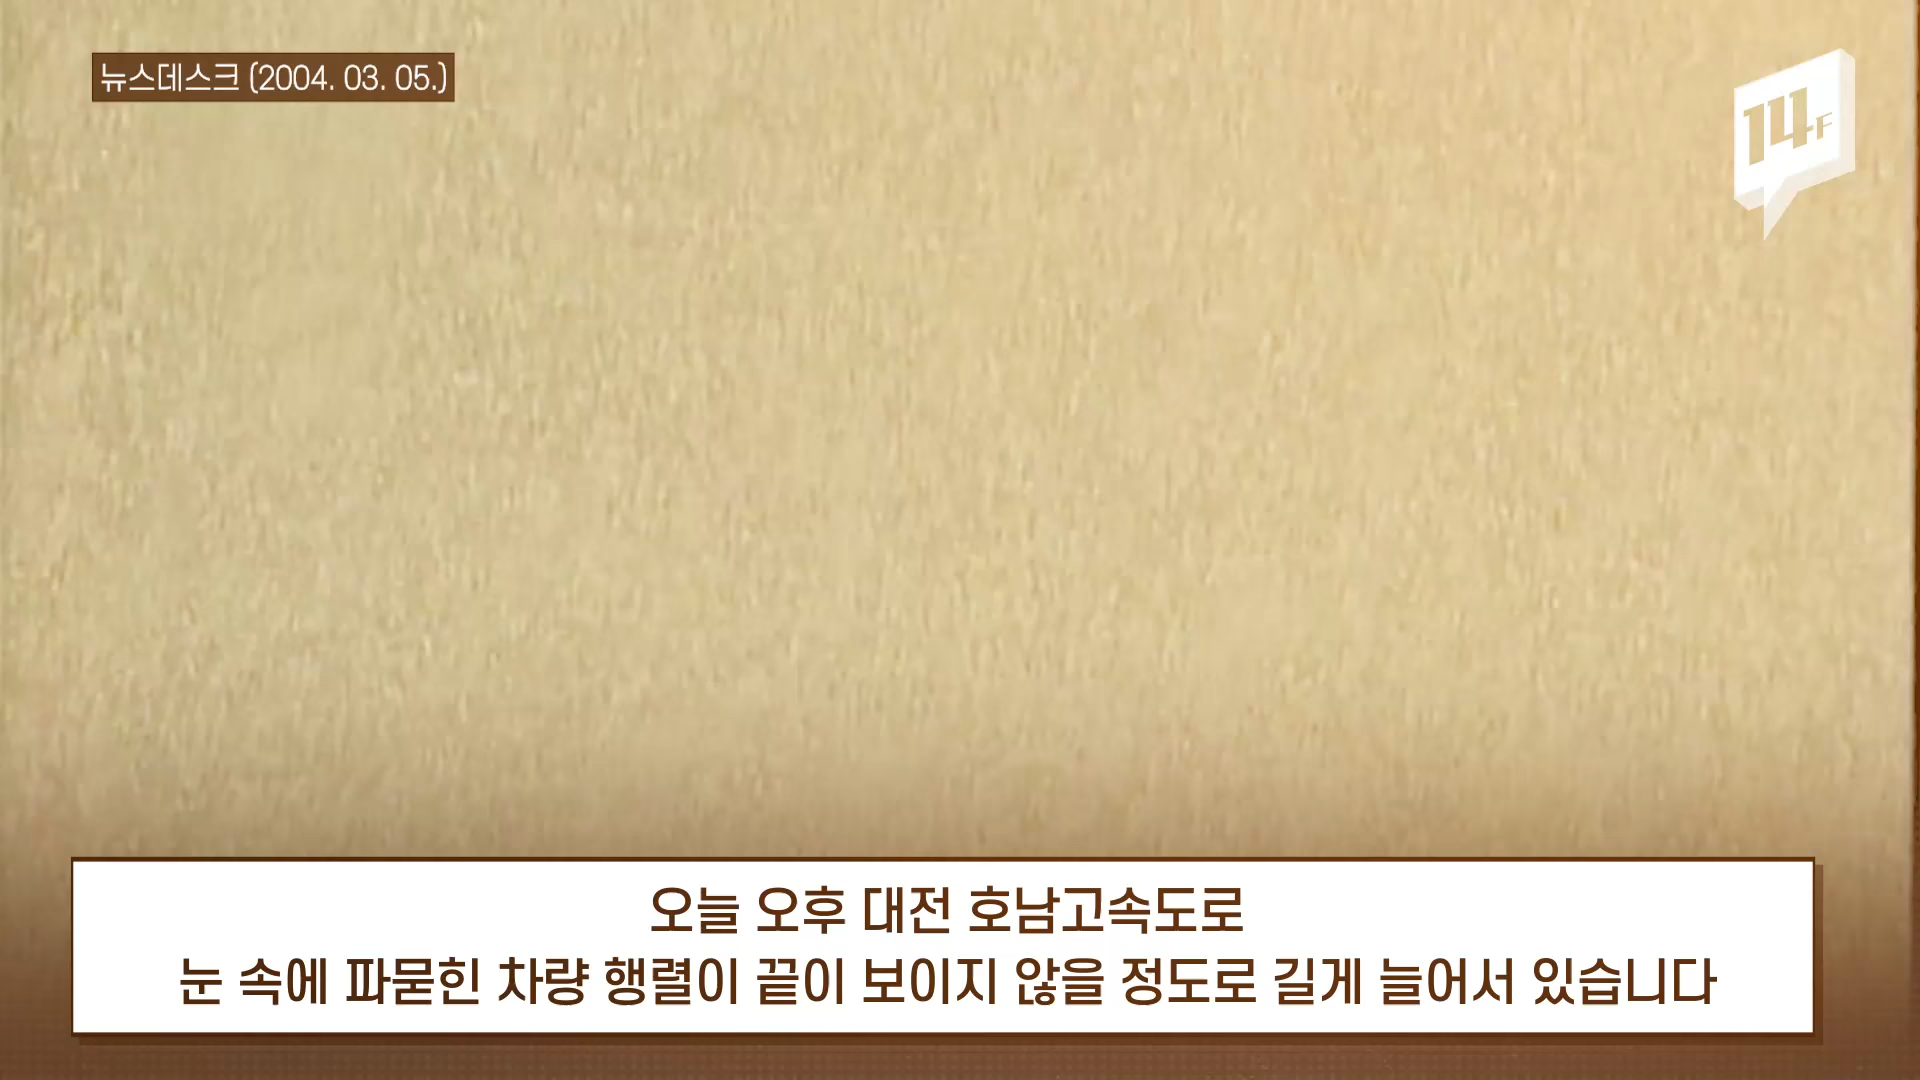 뉴스데스크 (2004. 03. 05.)
14F
오늘 오후 대전 호남고속도로
눈 속에 파묻힌 차량 행렬이 끝이 보이지 않을 정도로 길게 늘어서 있습니다